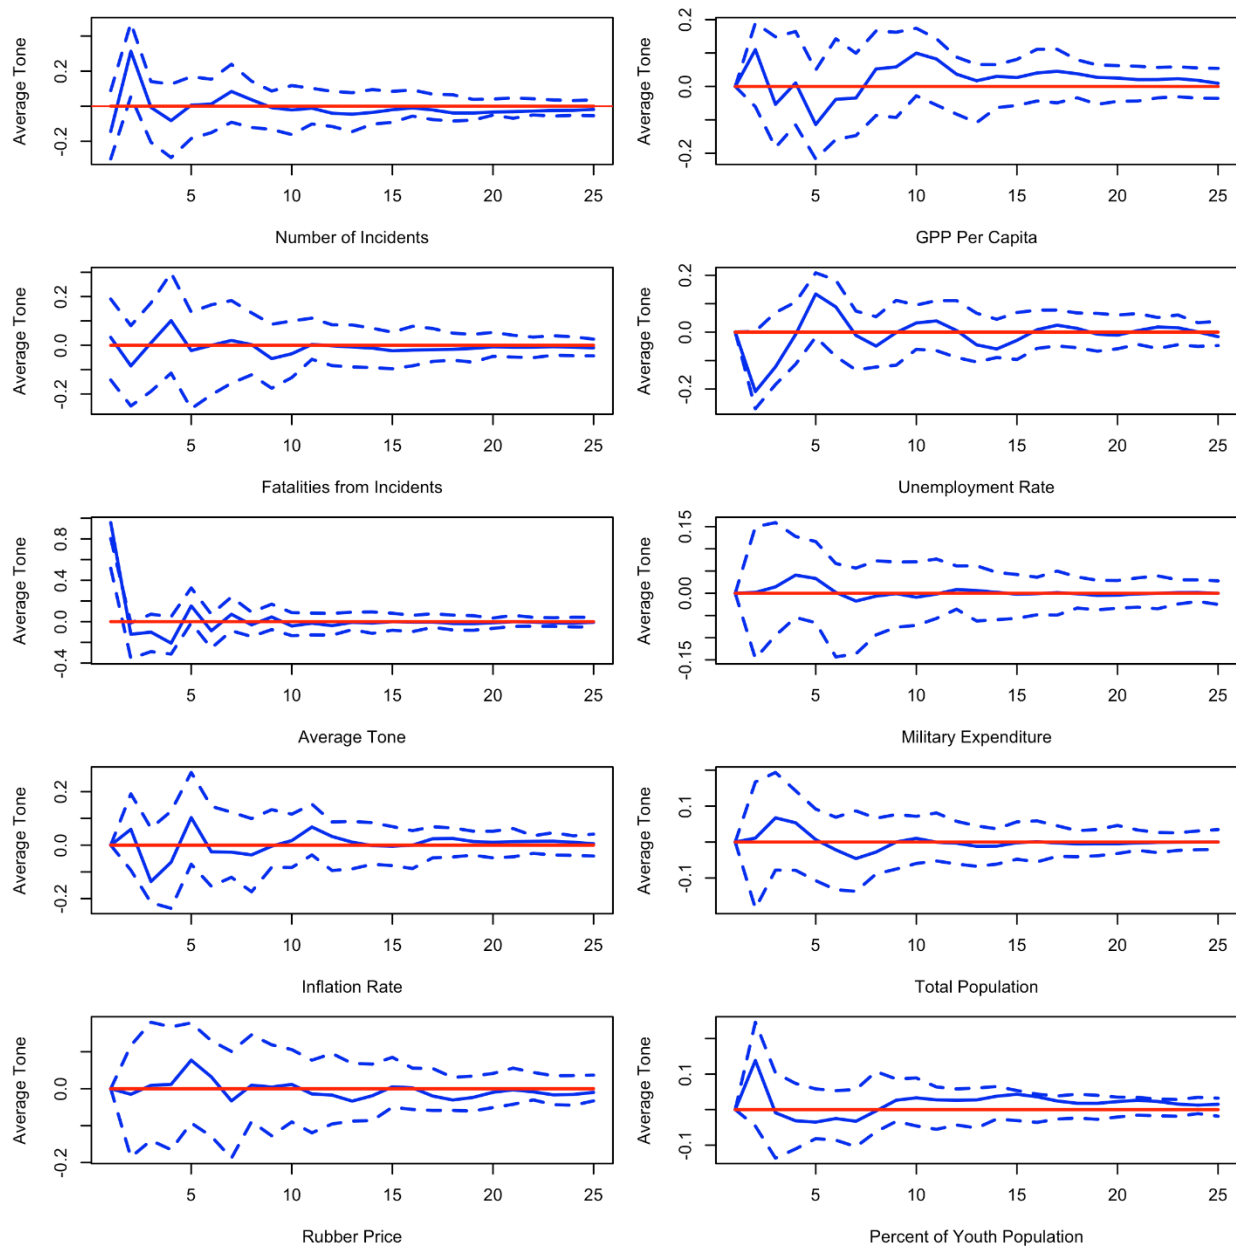 Average Tone
0.2
-0.2
5 10 15 20 25
Number of Incidents
Average Tone
0.2
0.0
-0.2
5 10 15 20 25
GPP Per Capita
Average Tone
0.2
0.0
-0.2
5 10 15 20 25
Fatalities from Incidents
Average Tone
0.2
0.0
-0.2
5 10 15 20 25
Unemployment Rate
Average Tone
0.8
0.4
0.0
-0.4
5 10 15 20 25
Average Tone
Average Tone
0.15
0.00
-0.15
5 10 15 20 25
Military Expenditure
Average Tone
0.2
0.0
-0.2
5 10 15 20 25
Inflation Rate
Average Tone
0.1
-0.1
5 10 15 20 25
Total Population
Average Tone
0.0
-0.2
5 10 15 20 25
Rubber Price
Average Tone
0.1
-0.1
5 10 15 20 25
Percent of Youth Population